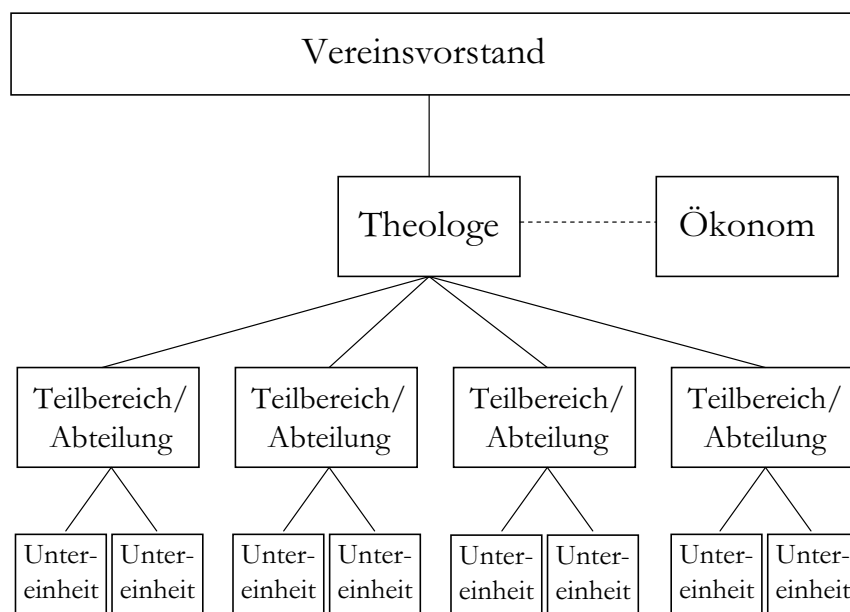 Vereinsvorstand
Theologe
Ökonom
Teilbereich/
Abteilung
Teilbereich/
Abteilung
Teilbereich/
Abteilung
Teilbereich/
Abteilung
Unter-
einheit
Unter-
einheit
Unter-
einheit
Unter-
einheit
Unter-
einheit
Unter-
einheit
Unter-
einheit
Unter-
einheit